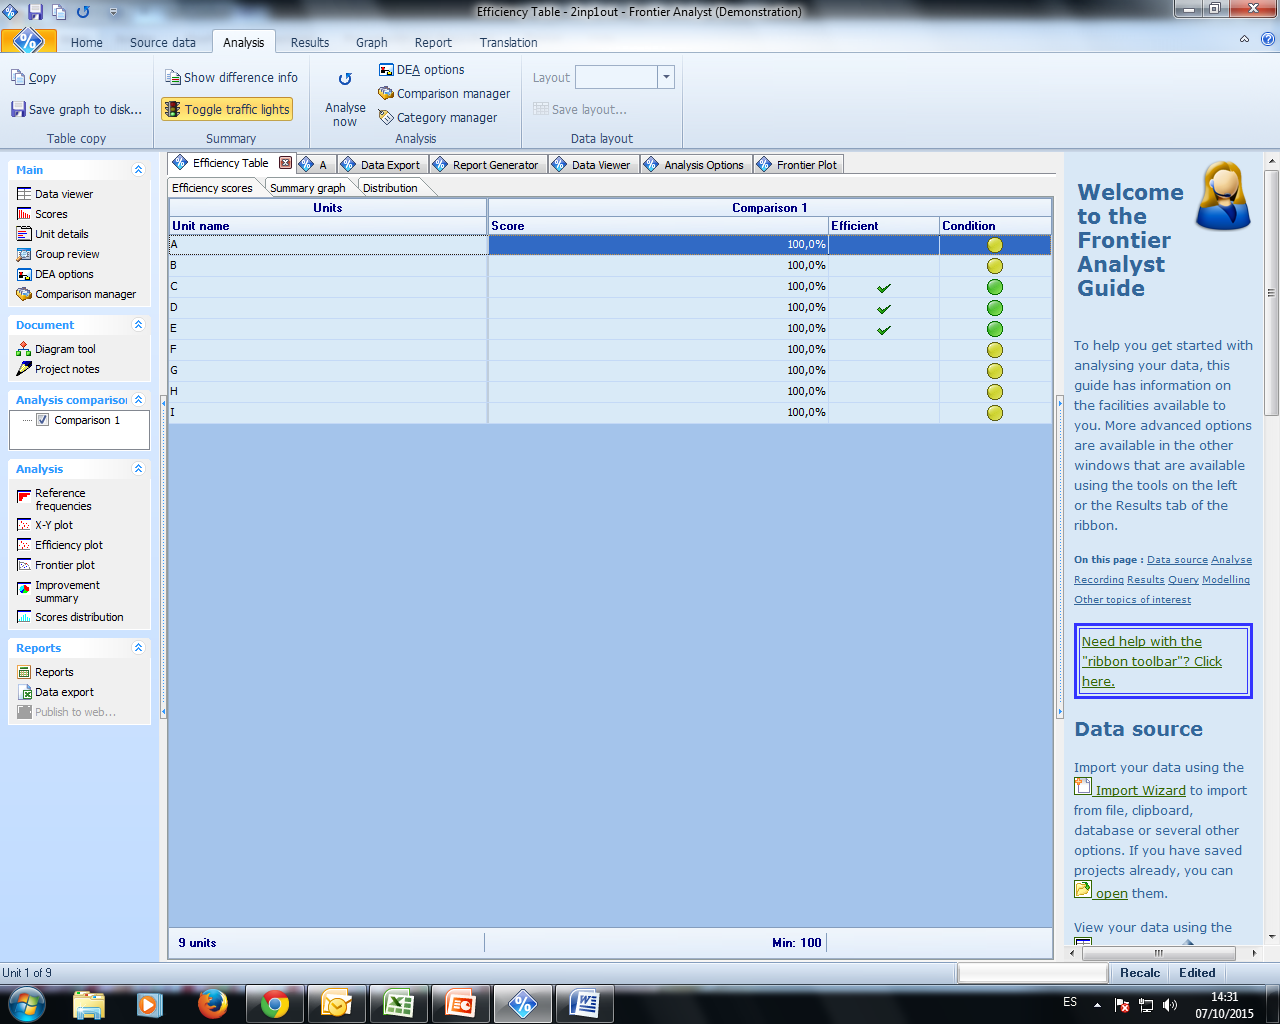 Efficiency Table - 2inp1out - Frontier Analyst (Demonstration)
Home Source data Analysis Results Graph Report Translation
Copy
Save graph to disk...
Table copy
Show difference info
Toggle traffic lights
Summary
Analyse now
DEA options
Comparison manager
Category manager
Analysis
Layout
Save layout...
Data layout
Main
Data viewer
Scores
Unit details
Group review
DEA options
Comparison manager
Document
Diagram tool
Project notes
Analysis comparisor
Comparison 1
Analysis
Reference
frequencies
X-Y plot
Efficiency plot
Frontier plot
Improvement
summary
Scores distribution
Reports
Reports
Data export
Publish to web...
Efficiency Table A Data Export Report Generator Data Viewer Analysis Options Frontier Plot
Efficiency scores Summary graph Distribution
Units Comparison 1
Unit name Score Efficient Condition
A 100,0%
B 100,0%
C 100,0%
D 100,0%
E 100,0%
F 100,0%
G 100,0%
H 100,0%
I 100,0%
9 units Min: 100
Welcome
to the
Frontier
Analyst
Guide
To help you get started with
analysing your data, this
guide has information on
the facilities available to
you. More advanced options
are available in the other
windows that are available
using the tools on the left
or the Results tab of the
ribbon.
On this page : Data source Analyse
Recording Results Query Modelling
Other topics of interest
Need help with the
"ribbon toolbar"? Click
here.
Data source
Import your data using the
Import Wizard to import
from file, clipboard,
database or several other
options. If you have saved
projects already, you can
open them.
View your data using the
Unit 1 of 9 Recalc Edited
ES 14:31
07/10/2015